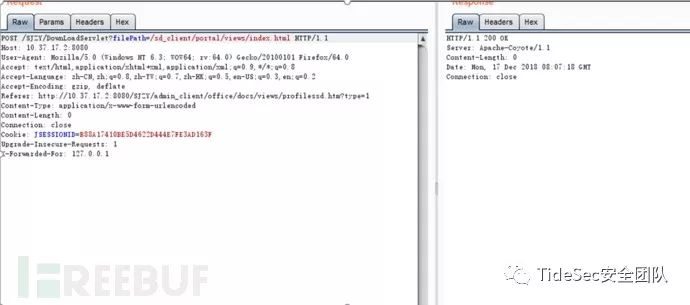 Request
Raw Params Headers Hex
POST /SJZY/DownLoadServlet?filePath=/sd_client/portal/views/index.html HTTP/1.1
Host: 10.37.17.2:8080
User-Agent: Mozilla/5.0 (Windows NT 6.3; WOW64; rv:64.0) Gecko/20100101 Firefox/64.0
Accept: text/html,application/xhtml+xml,application/xml;q=0.9,*/*;q=0.8
Accept-Language: zh-CN,zh;q=0.8,zh-TW;q=0.7,zh-HK;q=0.5,en-US;q=0.3,en;q=0.2
Accept-Encoding: gzip, deflate
Referer: http://10.37.17.2:8080/SJZY/admin_client/office/docs/views/profilessd.htm?type=1
Content-Type: application/x-www-form-urlencoded
Content-Length: 0
Connection: close
Cookie: JSESSIONID=B88A17410BE5D4622D444E7FE3AD163F
Upgrade-Insecure-Requests: 1
X-Forwarded-For: 127.0.0.1
Response
Raw Headers Hex
HTTP/1.1 200 OK
Server: Apache-Coyote/1.1
Content-Length: 0
Date: Mon, 17 Dec 2018 08:07:18 GMT
Connection: close
FREEBUF
TideSec安全团队